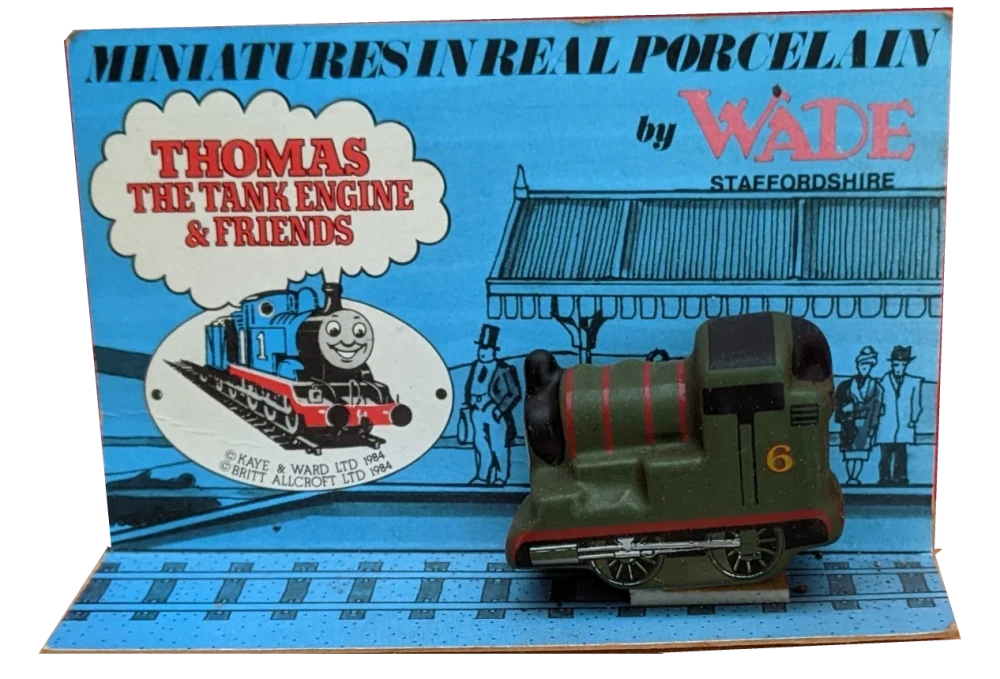 MINIATURES IN REAL PORCELAIN
by WADE
STAFFORDSHIRE
THOMAS
THE TANK ENGINE
& FRIENDS
1
© KAYE & WARD LTD 1984
© BRITT ALLCROFT LTD 1984
6